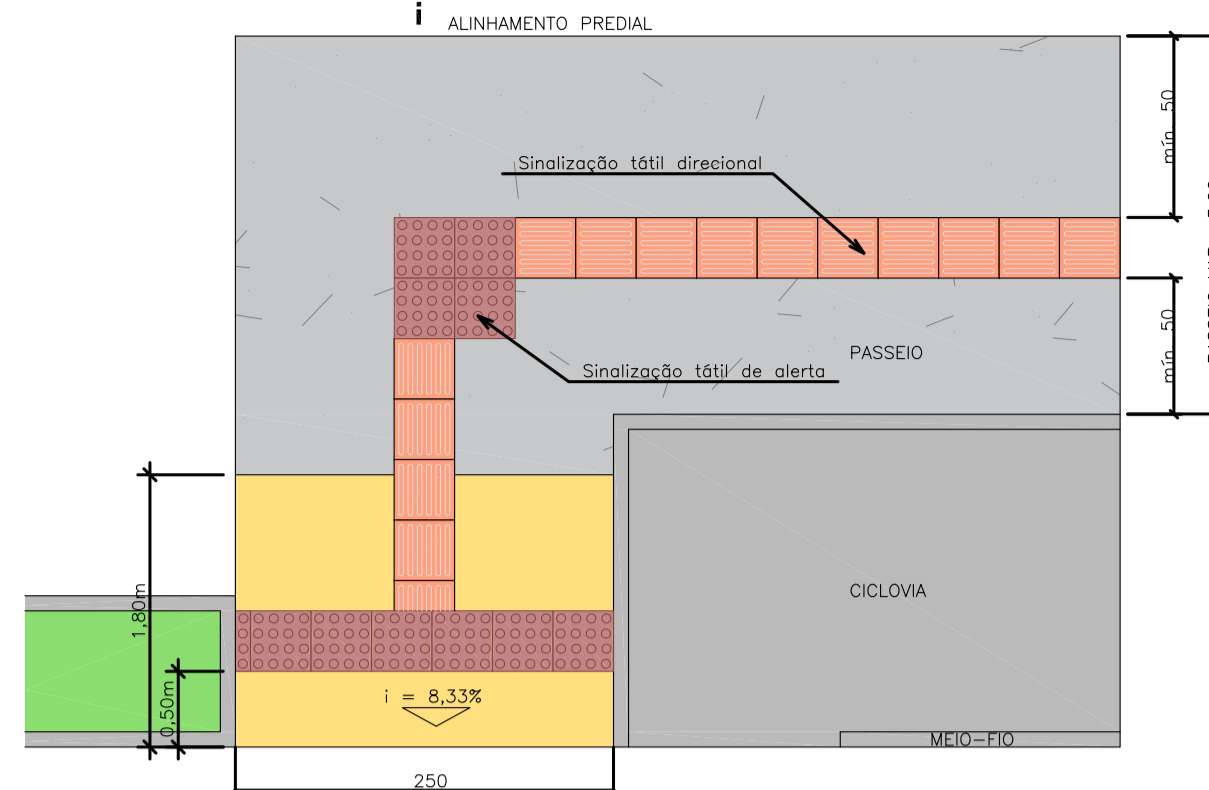 i
ALINHAMENTO PREDIAL
mín. 50
Sinalização tátil direcional
PASSEIO
mín. 50
Sinalização tátil de alerta
CICLOVIA
1,80m
0,50m
i = 8,33%
MEIO-FIO
250